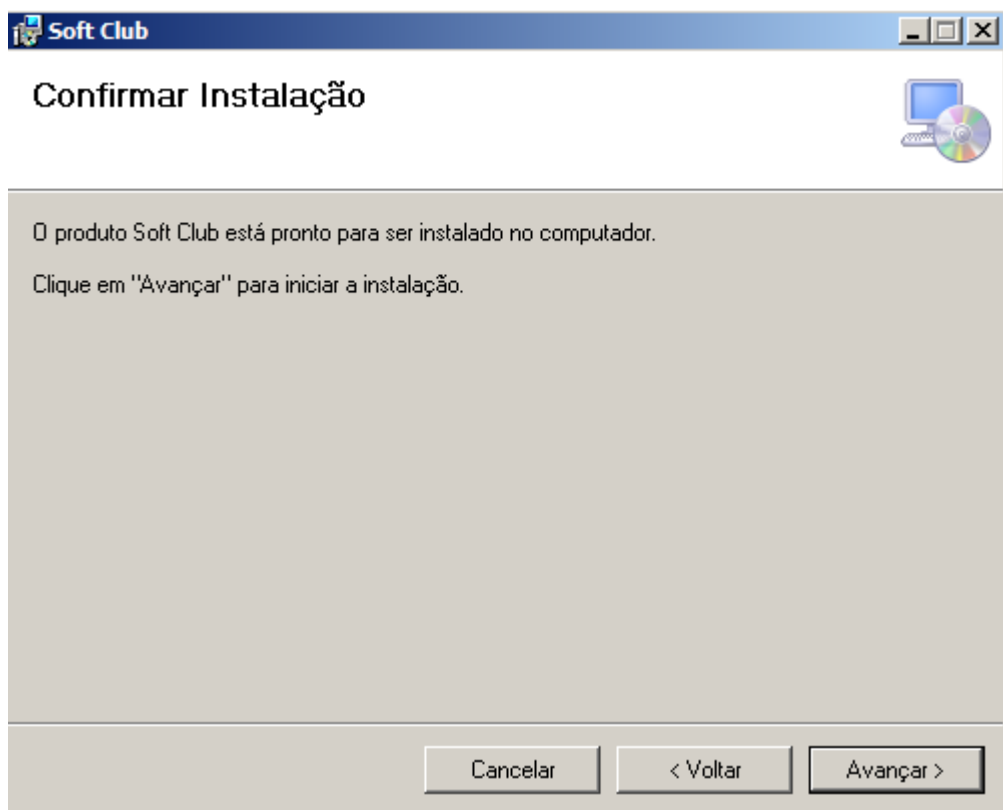 Soft Club
Confirmar Instalação
O produto Soft Club está pronto para ser instalado no computador.
Clique em "Avançar" para iniciar a instalação.
Cancelar
< Voltar
Avançar >